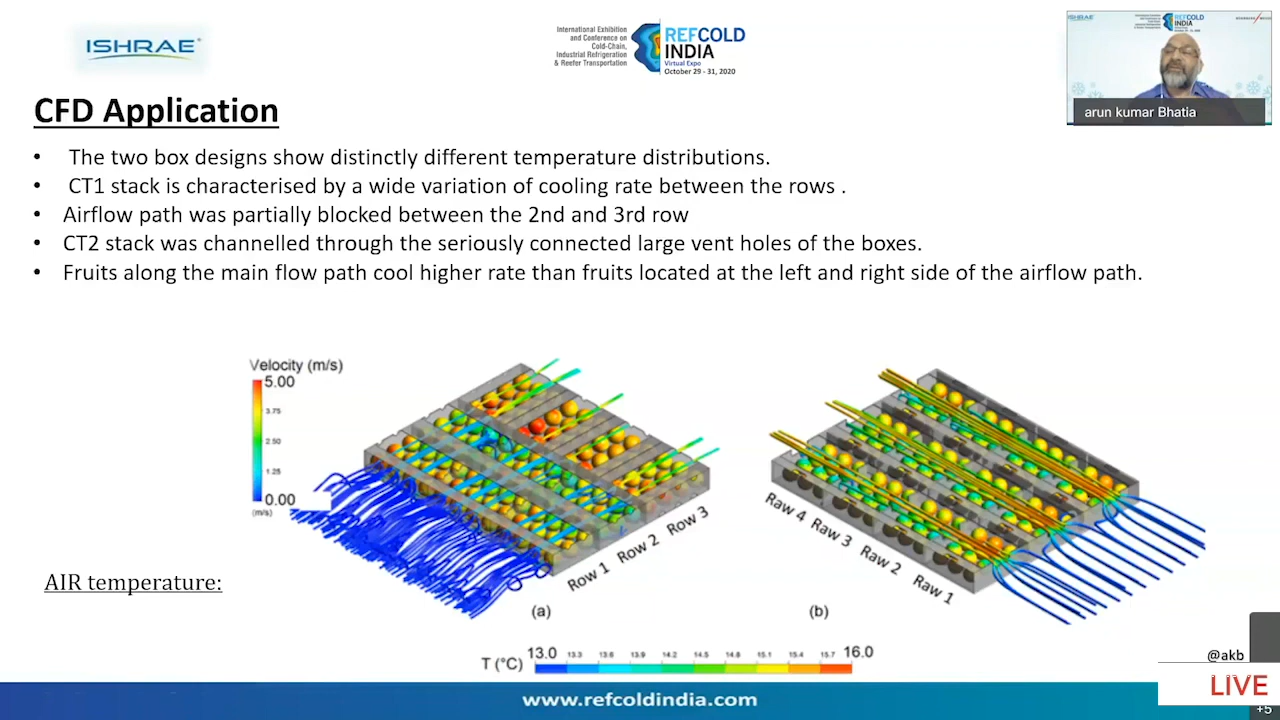 ISHRAE
International Exhibition
and Conference on
Cold-Chain,
Industrial Refrigeration
& Reefer Transportation
REFCOLD
INDIA
Virtual Expo
October 29 - 31, 2020
ISHRAE
REFCOLD
INDIA
arun kumar Bhatia
CFD Application
• The two box designs show distinctly different temperature distributions.
• CT1 stack is characterised by a wide variation of cooling rate between the rows .
• Airflow path was partially blocked between the 2nd and 3rd row
• CT2 stack was channelled through the seriously connected large vent holes of the boxes.
• Fruits along the main flow path cool higher rate than fruits located at the left and right side of the airflow path.
Velocity (m/s)
5.00
3.75
2.50
1.25
0.00
(m/s)
Row 1 Row 2 Row 3
Raw 4 Raw 3 Raw 2 Raw 1
AIR temperature:
(a)
(b)
T (°C)
13.0 13.3 13.6 13.9 14.2 14.5 14.8 15.1 15.4 15.7 16.0
@akb
LIVE
www.refcoldindia.com
+5